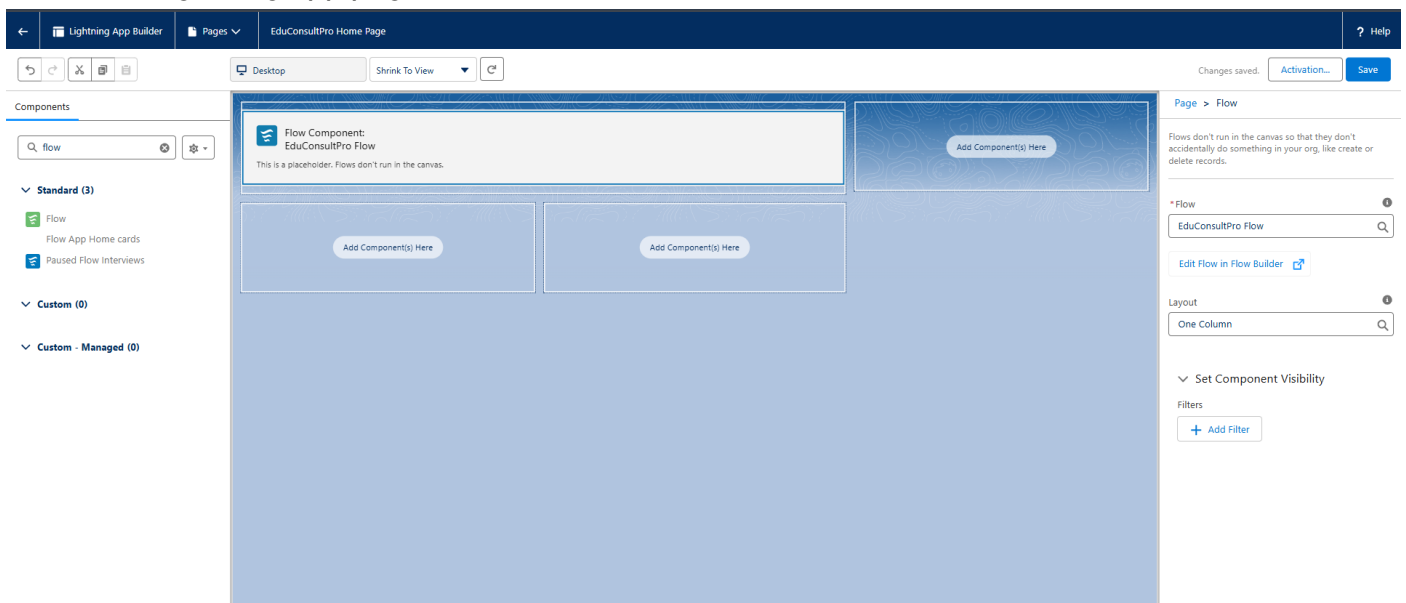 Lightning App Builder
Pages
EduConsultPro Home Page
? Help
Desktop
Shrink To View
Changes saved.
Activation...
Save
Components
flow
Standard (3)
Flow
Flow App Home cards
Paused Flow Interviews
Custom (0)
Custom - Managed (0)
Flow Component:
EduConsultPro Flow
This is a placeholder. Flows don't run in the canvas.
Add Component(s) Here
Add Component(s) Here
Add Component(s) Here
Page > Flow
Flows don't run in the canvas so that they don't
accidentally do something in your org, like create or
delete records.
*Flow
EduConsultPro Flow
Edit Flow in Flow Builder
Layout
One Column
Set Component Visibility
Filters
+ Add Filter